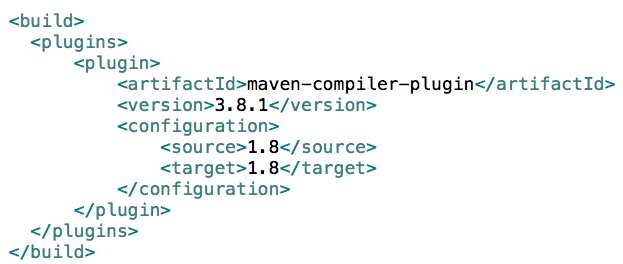 <build>
  <plugins>
      <plugin>
          <artifactId>maven-compiler-plugin</artifactId>
          <version>3.8.1</version>
          <configuration>
              <source>1.8</source>
              <target>1.8</target>
          </configuration>
      </plugin>
  </plugins>
</build>